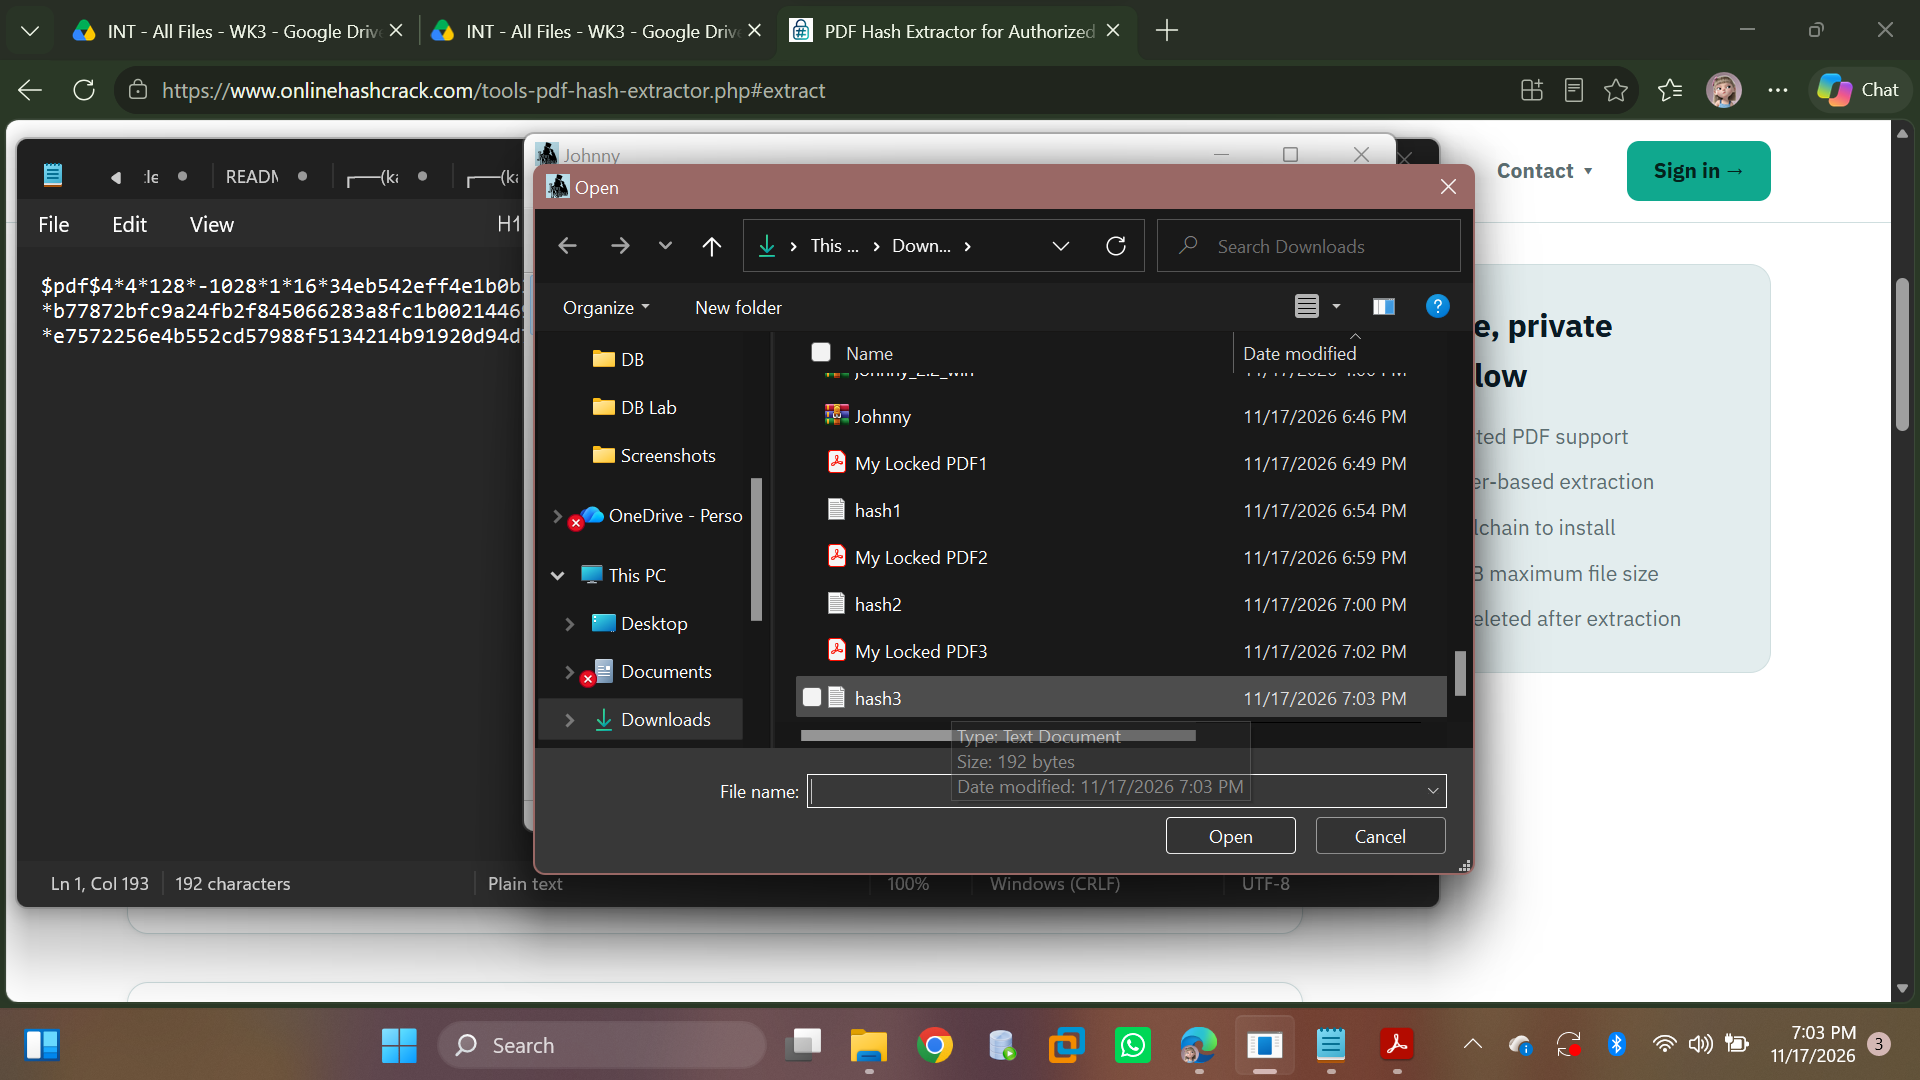 INT - All Files - WK3 - Google Driv
INT - All Files - WK3 - Google Driv
PDF Hash Extractor for Authorized
https://www.onlinehashcrack.com/tools-pdf-hash-extractor.php#extract
Chat
Contact
Sign in →
READM
File
Edit
View
H1
$pdf$4*4*128*-1028*1*16*34eb542eff4e1b0b
*b77872bfc9a24fb2f845066283a8fc1b0021446
*e7572256e4b552cd57988f5134214b91920d94d
Ln 1, Col 193
192 characters
Plain text
100%
Windows (CRLF)
UTF-8
Johnny
Open
This ...
Down...
Search Downloads
Organize
New folder
DB
DB Lab
Screenshots
OneDrive - Perso
This PC
Desktop
Documents
Downloads
Name
Date modified
Johnny
11/17/2026 6:46 PM
My Locked PDF1
11/17/2026 6:49 PM
hash1
11/17/2026 6:54 PM
My Locked PDF2
11/17/2026 6:59 PM
hash2
11/17/2026 7:00 PM
My Locked PDF3
11/17/2026 7:02 PM
hash3
11/17/2026 7:03 PM
Type: Text Document
Size: 192 bytes
Date modified: 11/17/2026 7:03 PM
File name:
Open
Cancel
e, private
low
ted PDF support
er-based extraction
lchain to install
B maximum file size
eleted after extraction
Search
7:03 PM
11/17/2026
3